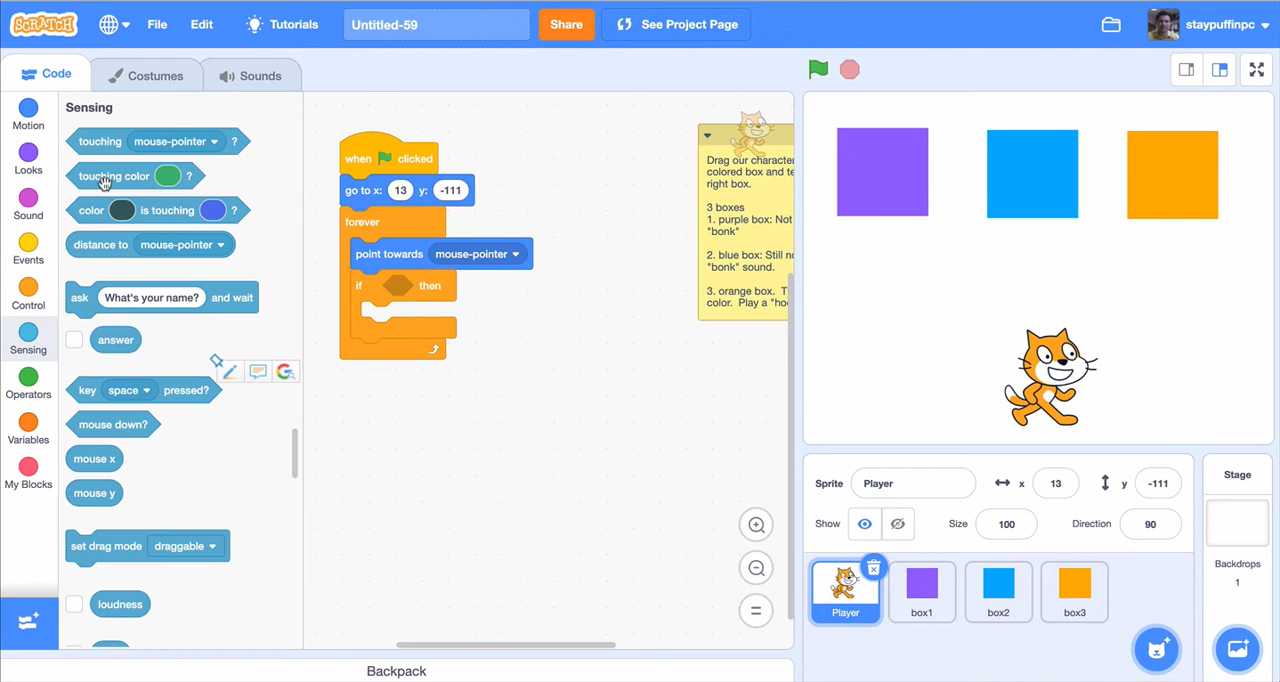 SCRATCH
File
Edit
Tutorials
Untitled-59
Share
See Project Page
staypuffinpc
Code
Costumes
Sounds
Motion
Looks
Sound
Events
Control
Sensing
Operators
Variables
My Blocks
Sensing
touching mouse-pointer ?
touching color ?
color is touching ?
distance to mouse-pointer
ask What's your name? and wait
answer
key space pressed?
mouse down?
mouse x
mouse y
set drag mode draggable
loudness
when clicked
go to x: 13 y: -111
forever
point towards mouse-pointer
if then
Drag our characte
colored box and te
right box.
3 boxes
1. purple box: Not
"bonk"
2. blue box: Still no
"bonk" sound.
3. orange box. T
color. Play a "ho
Backpack
Sprite
Player
x 13
y -111
Show
Size 100
Direction 90
Player
box1
box2
box3
Stage
Backdrops
1